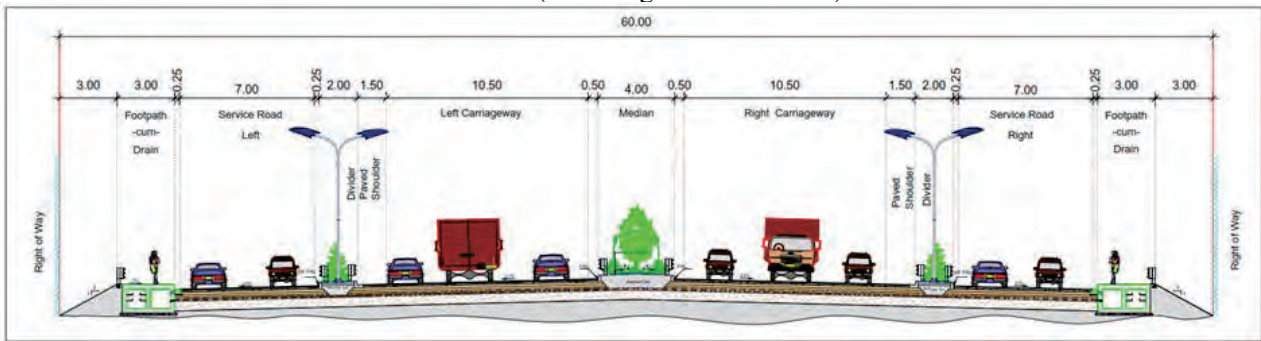 60.00
3.00
3.00
0.25
7.00
0.25
2.00
1.50
10.50
0.50
4.00
0.50
10.50
1.50
2.00
0.25
7.00
0.25
3.00
3.00
Footpath
-cum-
Drain
Service Road
Left
Divider
Paved
Shoulder
Left Carriageway
Median
Right Carriageway
Paved
Shoulder
Divider
Service Road
Right
Footpath
-cum-
Drain
Right of Way
Right of Way